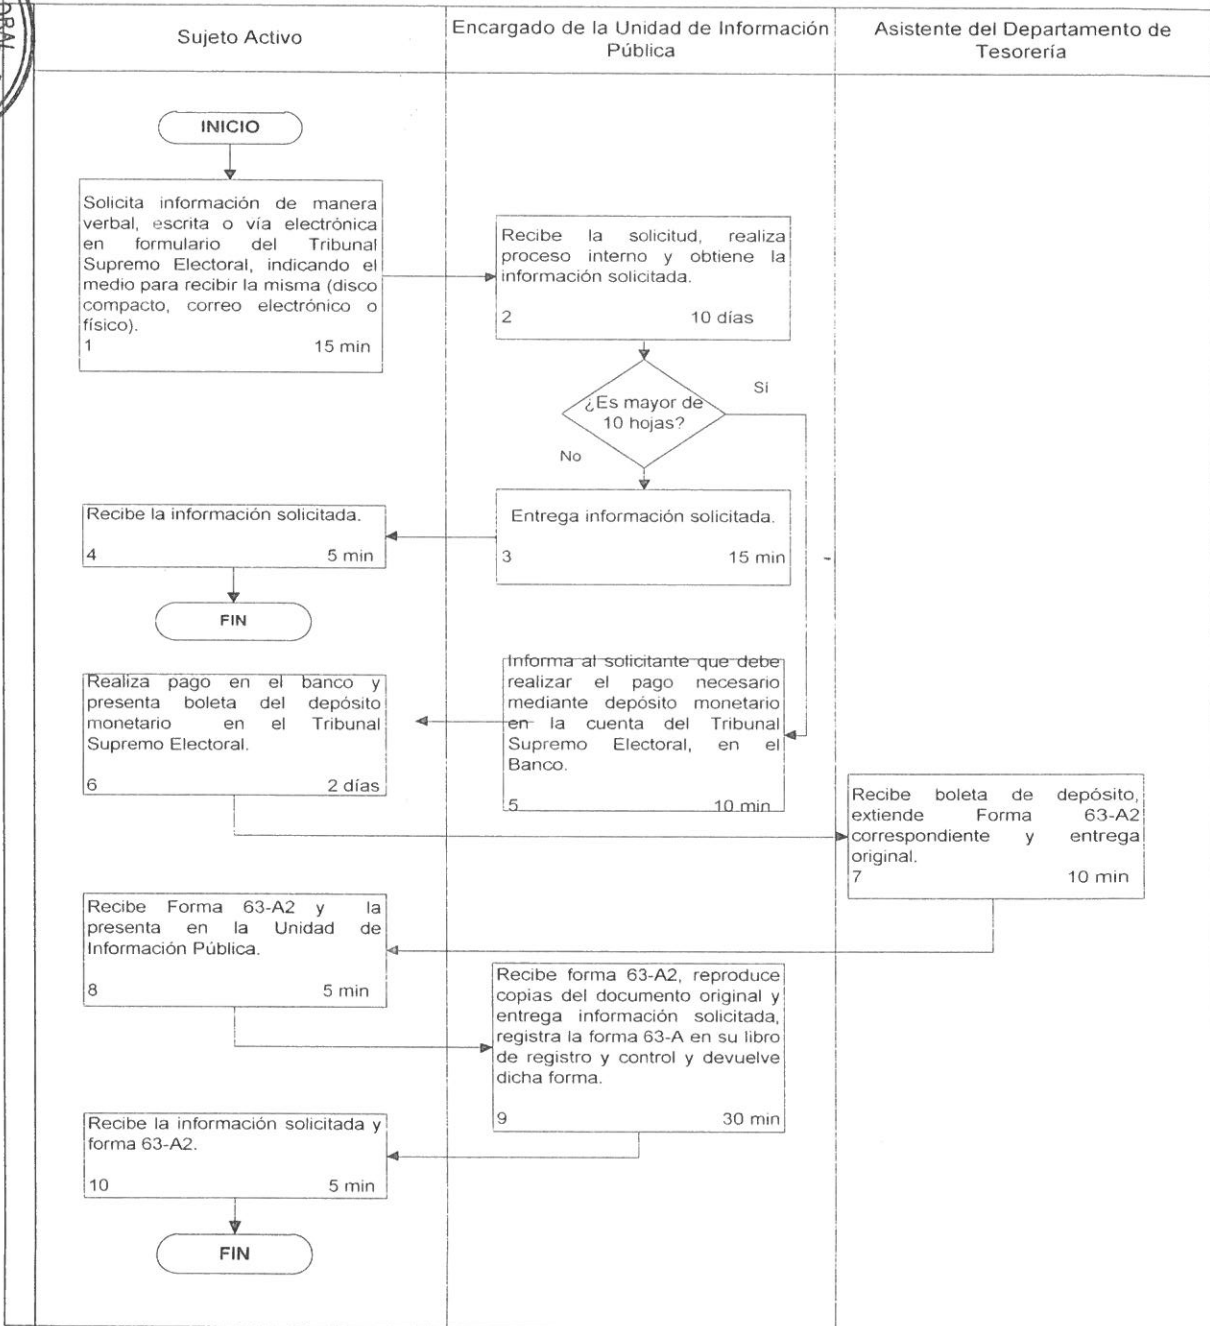 ORAL
Sujeto Activo
Encargado de la Unidad de Información
Pública
Asistente del Departamento de
Tesorería
INICIO
Solicita información de manera
verbal, escrita o vía electrónica
en formulario del Tribunal
Supremo Electoral, indicando el
medio para recibir la misma (disco
compacto, correo electrónico o
físico).
1 15 min
Recibe la solicitud, realiza
proceso interno y obtiene la
información solicitada.
2 10 días
¿Es mayor de
10 hojas?
Si
No
Entrega información solicitada.
3 15 min
Recibe la información solicitada.
4 5 min
FIN
Informa al solicitante que debe
realizar el pago necesario
mediante depósito monetario
en la cuenta del Tribunal
Supremo Electoral, en el
Banco.
5 10 min
Realiza pago en el banco y
presenta boleta del depósito
monetario en el Tribunal
Supremo Electoral.
6 2 días
Recibe boleta de depósito,
extiende Forma 63-A2
correspondiente y entrega
original.
7 10 min
Recibe Forma 63-A2 y la
presenta en la Unidad de
Información Pública.
8 5 min
Recibe forma 63-A2, reproduce
copias del documento original y
entrega información solicitada,
registra la forma 63-A en su libro
de registro y control y devuelve
dicha forma.
9 30 min
Recibe la información solicitada y
forma 63-A2.
10 5 min
FIN